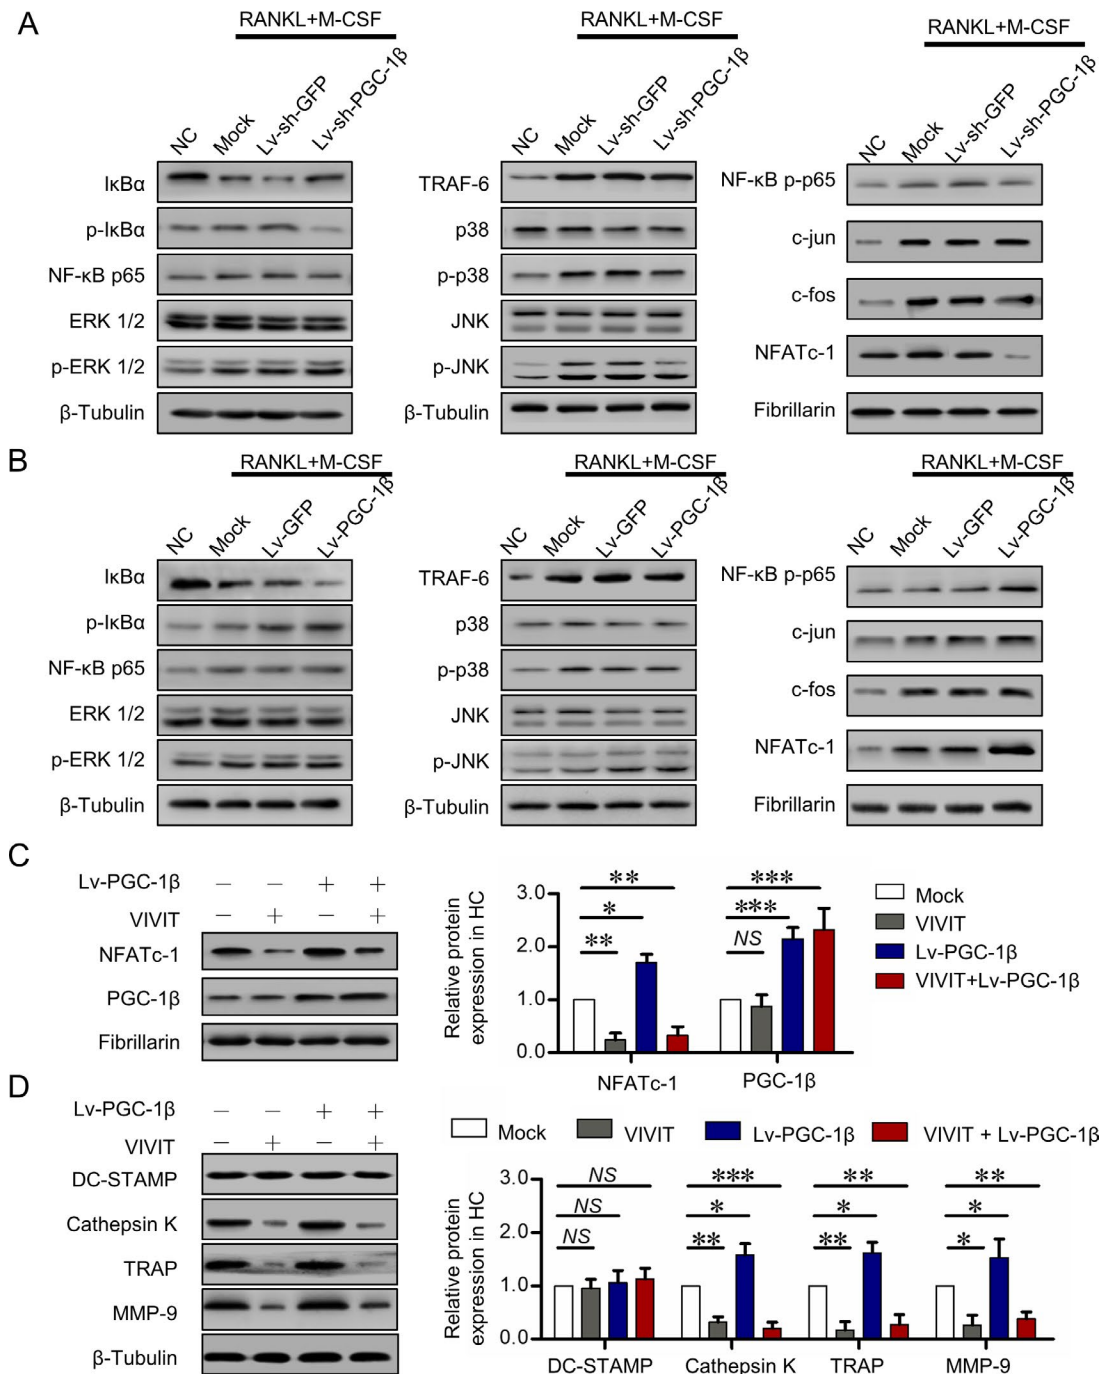 A
RANKL+M-CSF
NC Mock Lv-sh-GFP Lv-sh-PGC-1β
IκBα
p-IκBα
NF-κB p65
ERK 1/2
p-ERK 1/2
β-Tubulin
RANKL+M-CSF
NC Mock Lv-sh-GFP Lv-sh-PGC-1β
TRAF-6
p38
p-p38
JNK
p-JNK
β-Tubulin
RANKL+M-CSF
NC Mock Lv-sh-GFP Lv-sh-PGC-1β
NF-κB p-p65
c-jun
c-fos
NFATc-1
Fibrillarin
B
RANKL+M-CSF
NC Mock Lv-GFP Lv-PGC-1β
IκBα
p-IκBα
NF-κB p65
ERK 1/2
p-ERK 1/2
β-Tubulin
RANKL+M-CSF
NC Mock Lv-GFP Lv-PGC-1β
TRAF-6
p38
p-p38
JNK
p-JNK
β-Tubulin
RANKL+M-CSF
NC Mock Lv-GFP Lv-PGC-1β
NF-κB p-p65
c-jun
c-fos
NFATc-1
Fibrillarin
C
Lv-PGC-1β − − + +
VIVIT − + − +
NFATc-1
PGC-1β
Fibrillarin
Relative protein
expression in HC
3.0
2.0
1.0
0.0
** ***
* ***
** NS
NFATc-1 PGC-1β
Mock
VIVIT
Lv-PGC-1β
VIVIT+Lv-PGC-1β
D
Lv-PGC-1β − − + +
VIVIT − + − +
DC-STAMP
Cathepsin K
TRAP
MMP-9
β-Tubulin
Mock VIVIT Lv-PGC-1β VIVIT + Lv-PGC-1β
Relative protein
expression in HC
3.0
2.0
1.0
0.0
NS *** ** **
NS * * *
NS ** ** *
DC-STAMP Cathepsin K TRAP MMP-9